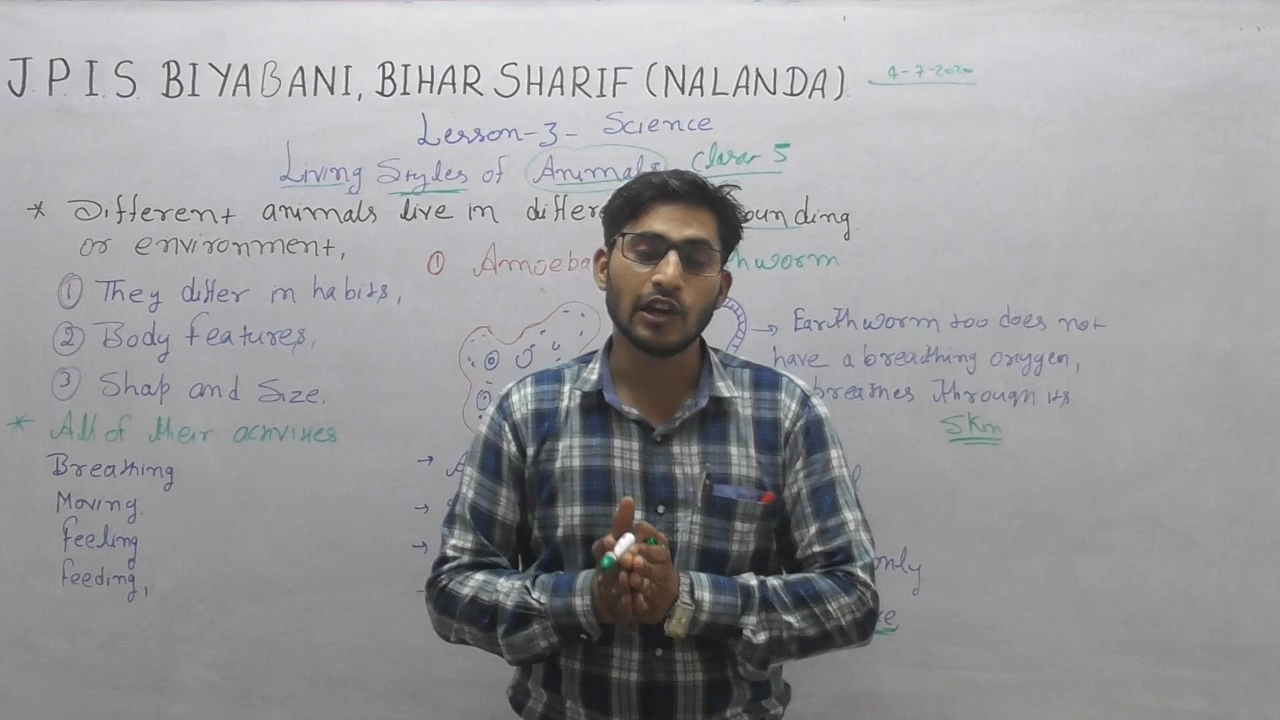 J.P.I.S. BIYABANI, BIHAR SHARIF (NALANDA)
4-7-2020
Lesson-3- Science
Living Styles of Animals Class 5
* Different animals live in differ ounding
or environment,
① Amoeba hworm
① They differ in habits,
② Body features,
③ Shap and Size.
→ Earthworm too does not
have a breathing oxygen,
breathes through its
Skin
* All of their activities
Breathing
Moving.
feeling
feeding,
→ A
→
→
only